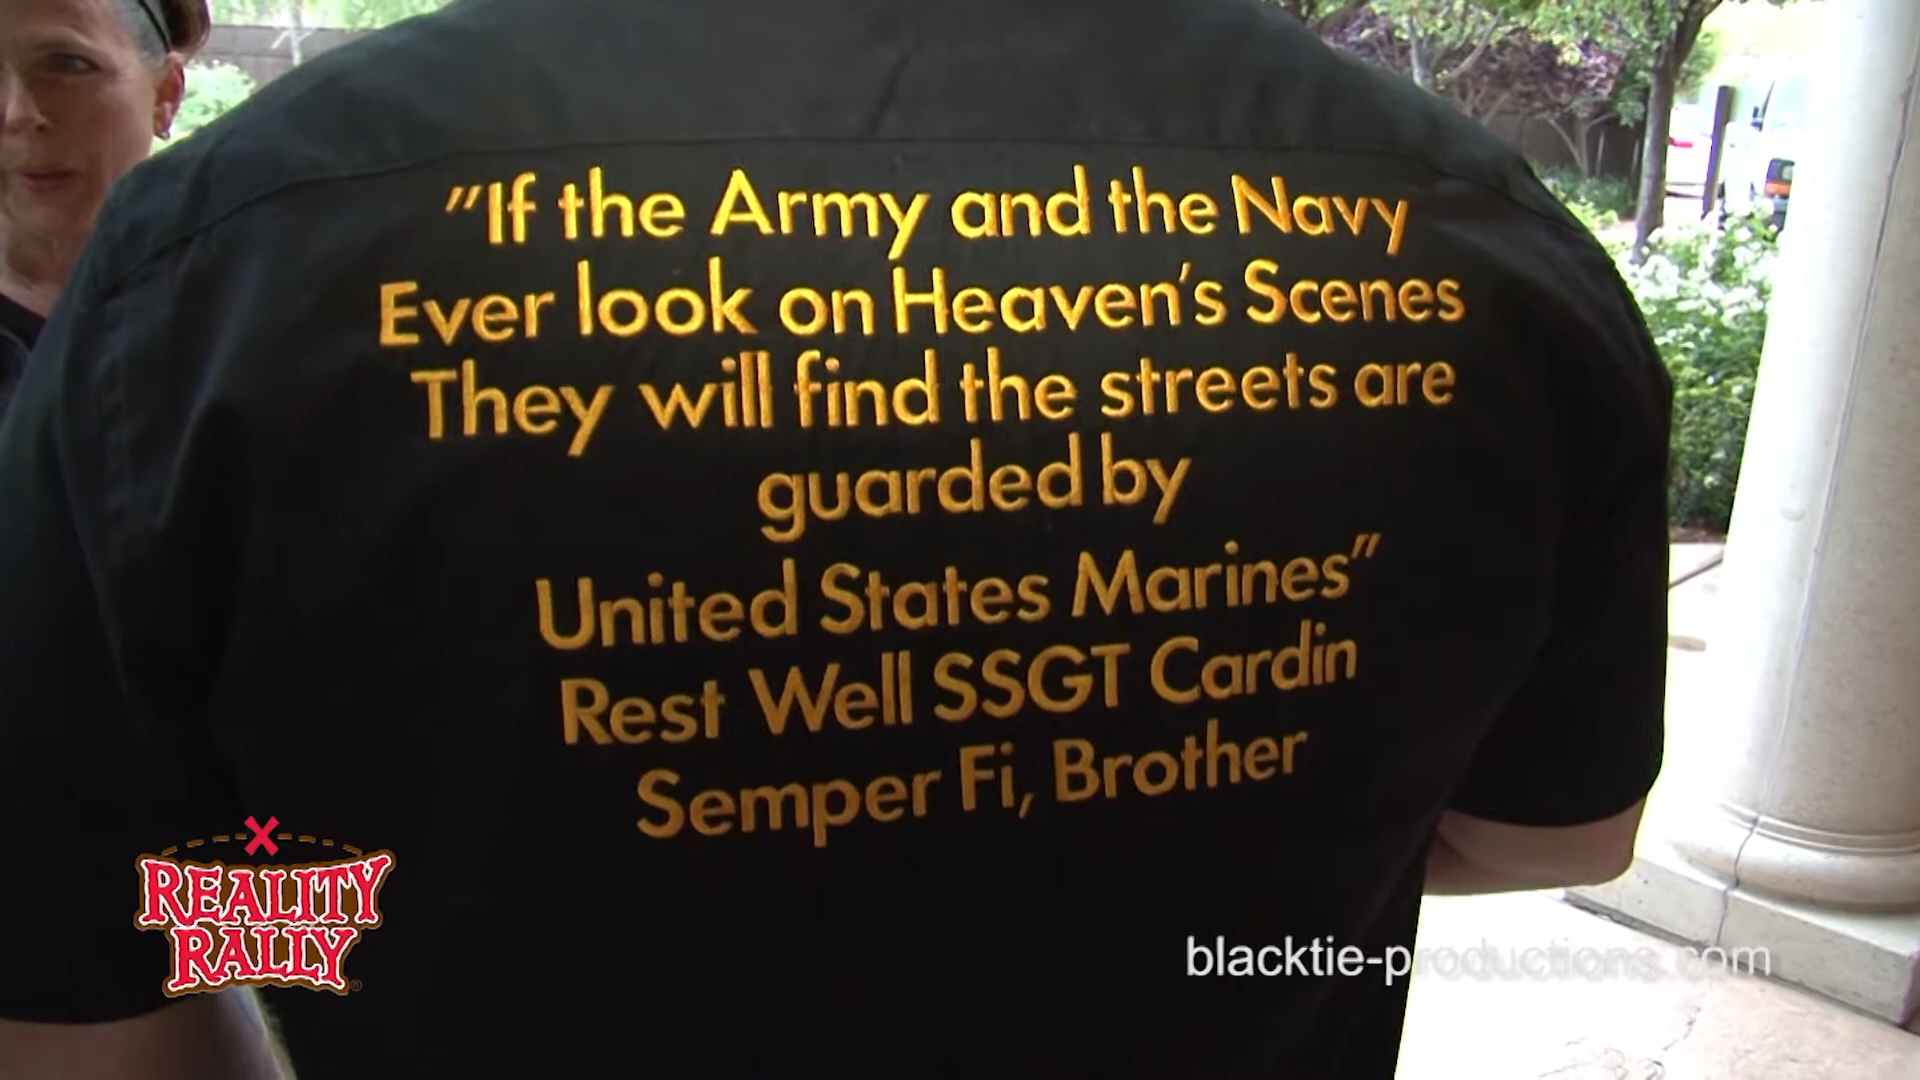 "If the Army and the Navy
Ever look on Heaven's Scenes
They will find the streets are
guarded by
United States Marines"
Rest Well SSGT Cardin
Semper Fi, Brother
REALITY
RALLY
blacktie-productions.com